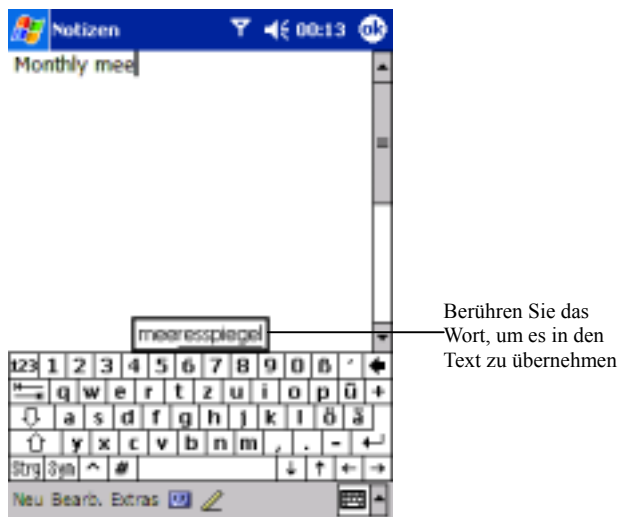 Notizen 00:13 ok
Monthly mee
meeresspiegel
Berühren Sie das
Wort, um es in den
Text zu übernehmen
123 1 2 3 4 5 6 7 8 9 0 ß ´
q w e r t z u i o p ü +
a s d f g h j k l ö ä
y x c v b n m , . -
Strg Sym ^ #
Neu Bearb. Extras